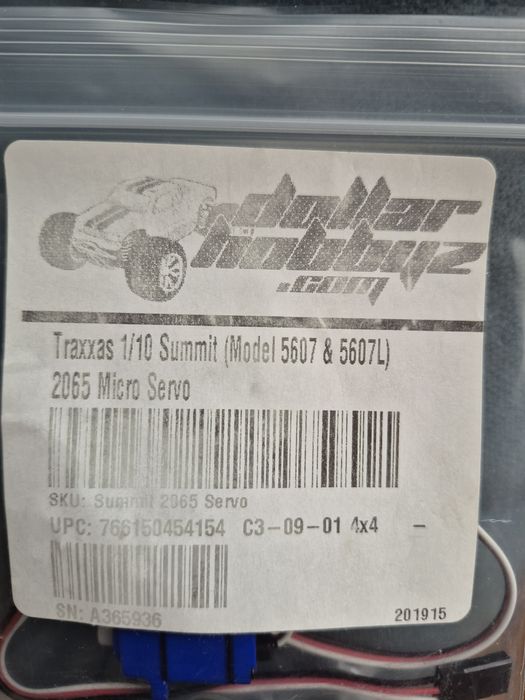 dollar
hobbyz
.com
Traxxas 1/10 Summit (Model 5607 & 5607L)
2065 Micro Servo
SKU: Summit 2065 Servo
UPC: 766150454154 C3-09-01 4x4 -
SN: A365936
201915